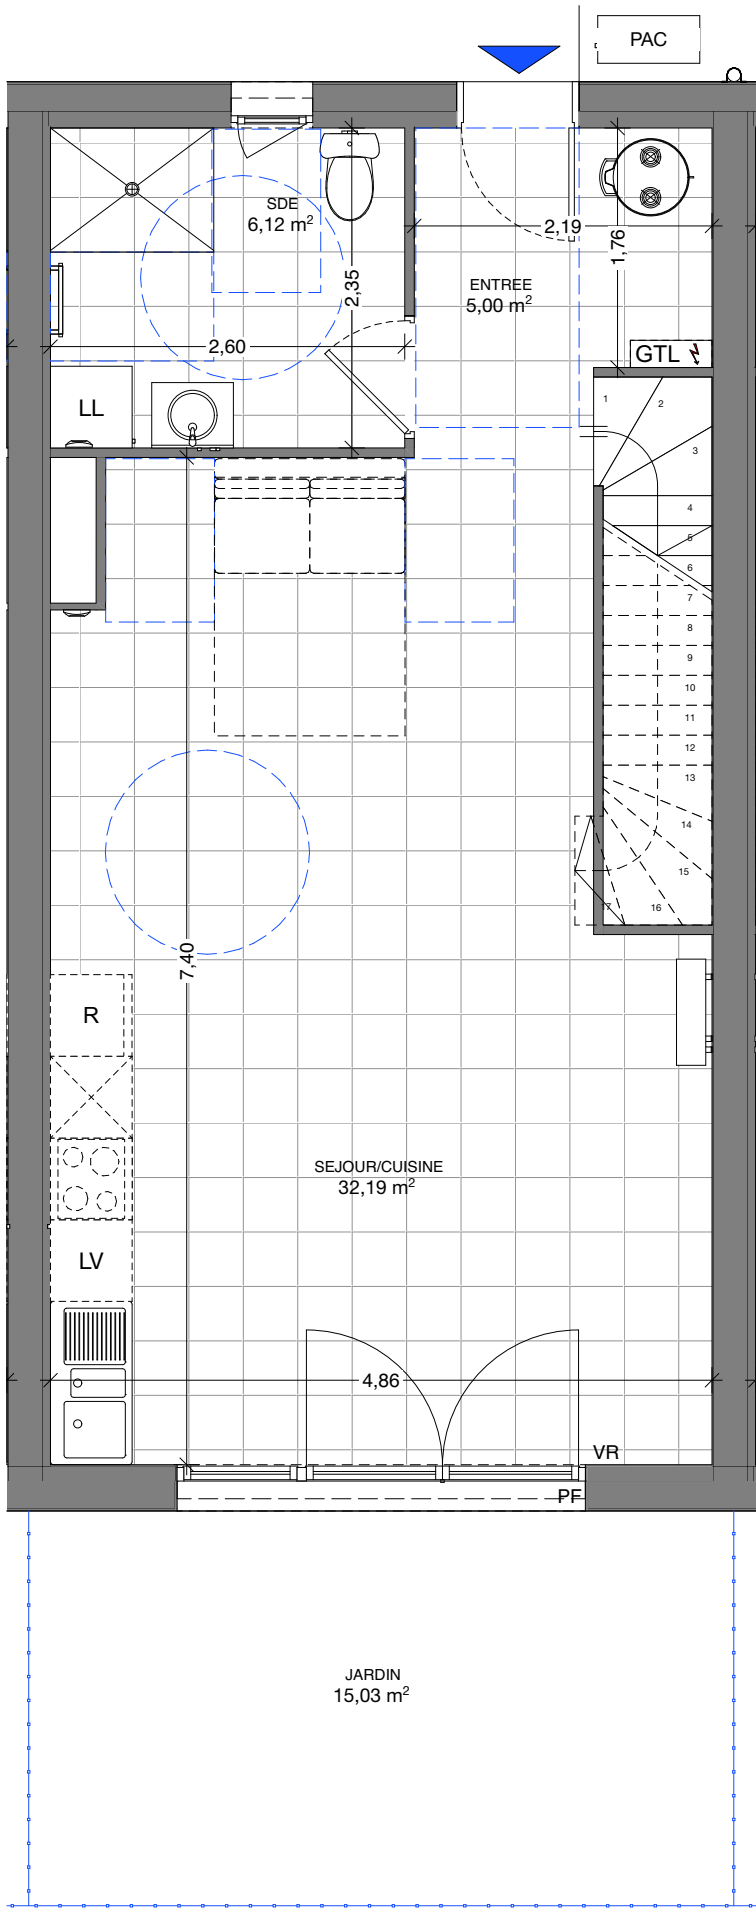 PAC
SDE
6,12 m²
2,19
1,76
2,35
ENTREE
5,00 m²
2,60
GTL
LL
1
2
3
4
5
6
7
8
9
10
11
12
13
14
15
16
17
7,40
R
SEJOUR/CUISINE
32,19 m²
LV
4,86
VR
PF
JARDIN
15,03 m²